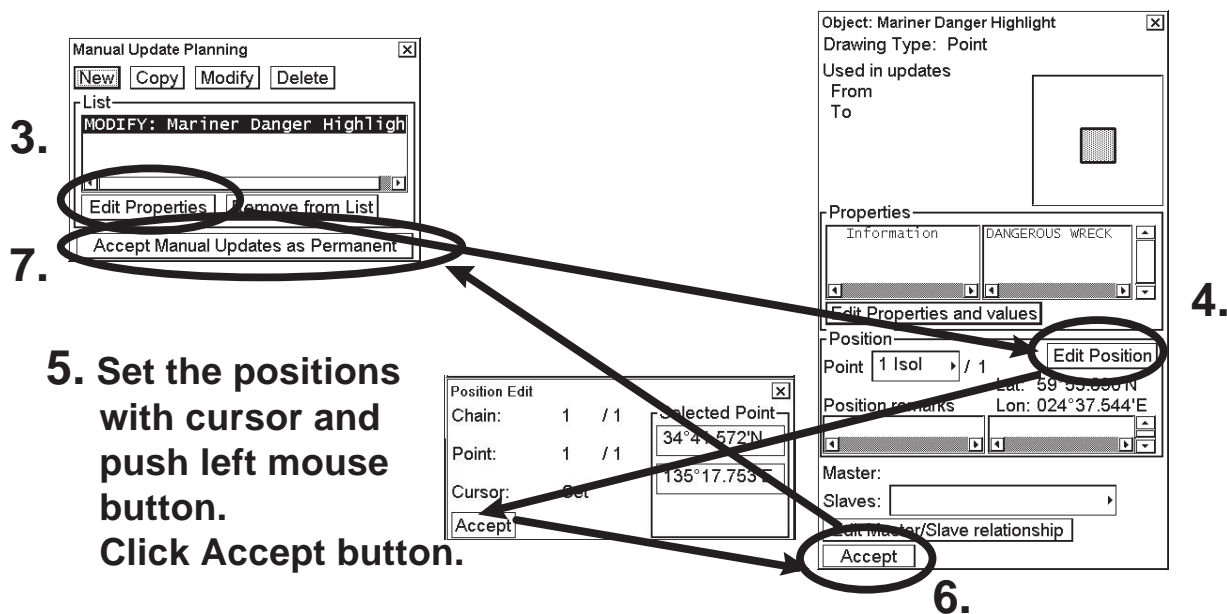 3.
Manual Update Planning
New Copy Modify Delete
List
MODIFY: Mariner Danger Highligh
Edit Properties Remove from List
7.
Accept Manual Updates as Permanent
5. Set the positions
with cursor and
push left mouse
button.
Click Accept button.
Position Edit
Chain: 1 / 1
Selected Point
34°41.572'N
Point: 1 / 1
135°17.753'E
Cursor: Set
Accept
Object: Mariner Danger Highlight
Drawing Type: Point
Used in updates
From
To
Properties
Information DANGEROUS WRECK
4.
Edit Properties and values
Position
Edit Position
Point 1 Isol / 1
Lat:
Position remarks Lon: 024°37.544'E
Master:
Slaves:
Edit Master/Slave relationship
Accept
6.